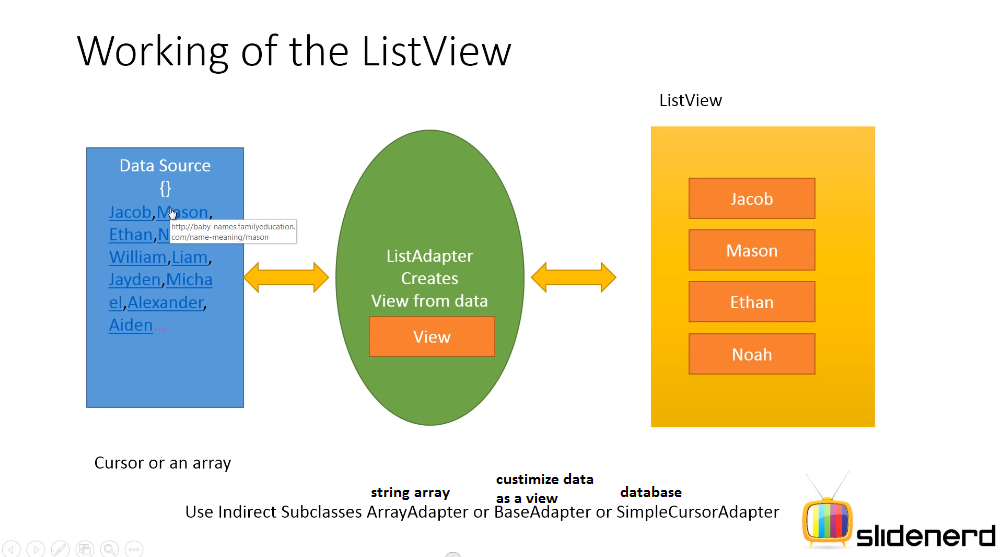 Working of the ListView
ListView
Data Source
{}
Jacob,Mason,
Ethan,N
William,Liam,
Jayden,Micha
el,Alexander,
Aiden...
http://baby-names.familyeducation.
com/name-meaning/mason
ListAdapter
Creates
View from data
View
Jacob
Mason
Ethan
Noah
Cursor or an array
string array
custimize data
as a view
database
Use Indirect Subclasses ArrayAdapter or BaseAdapter or SimpleCursorAdapter
slidenerd